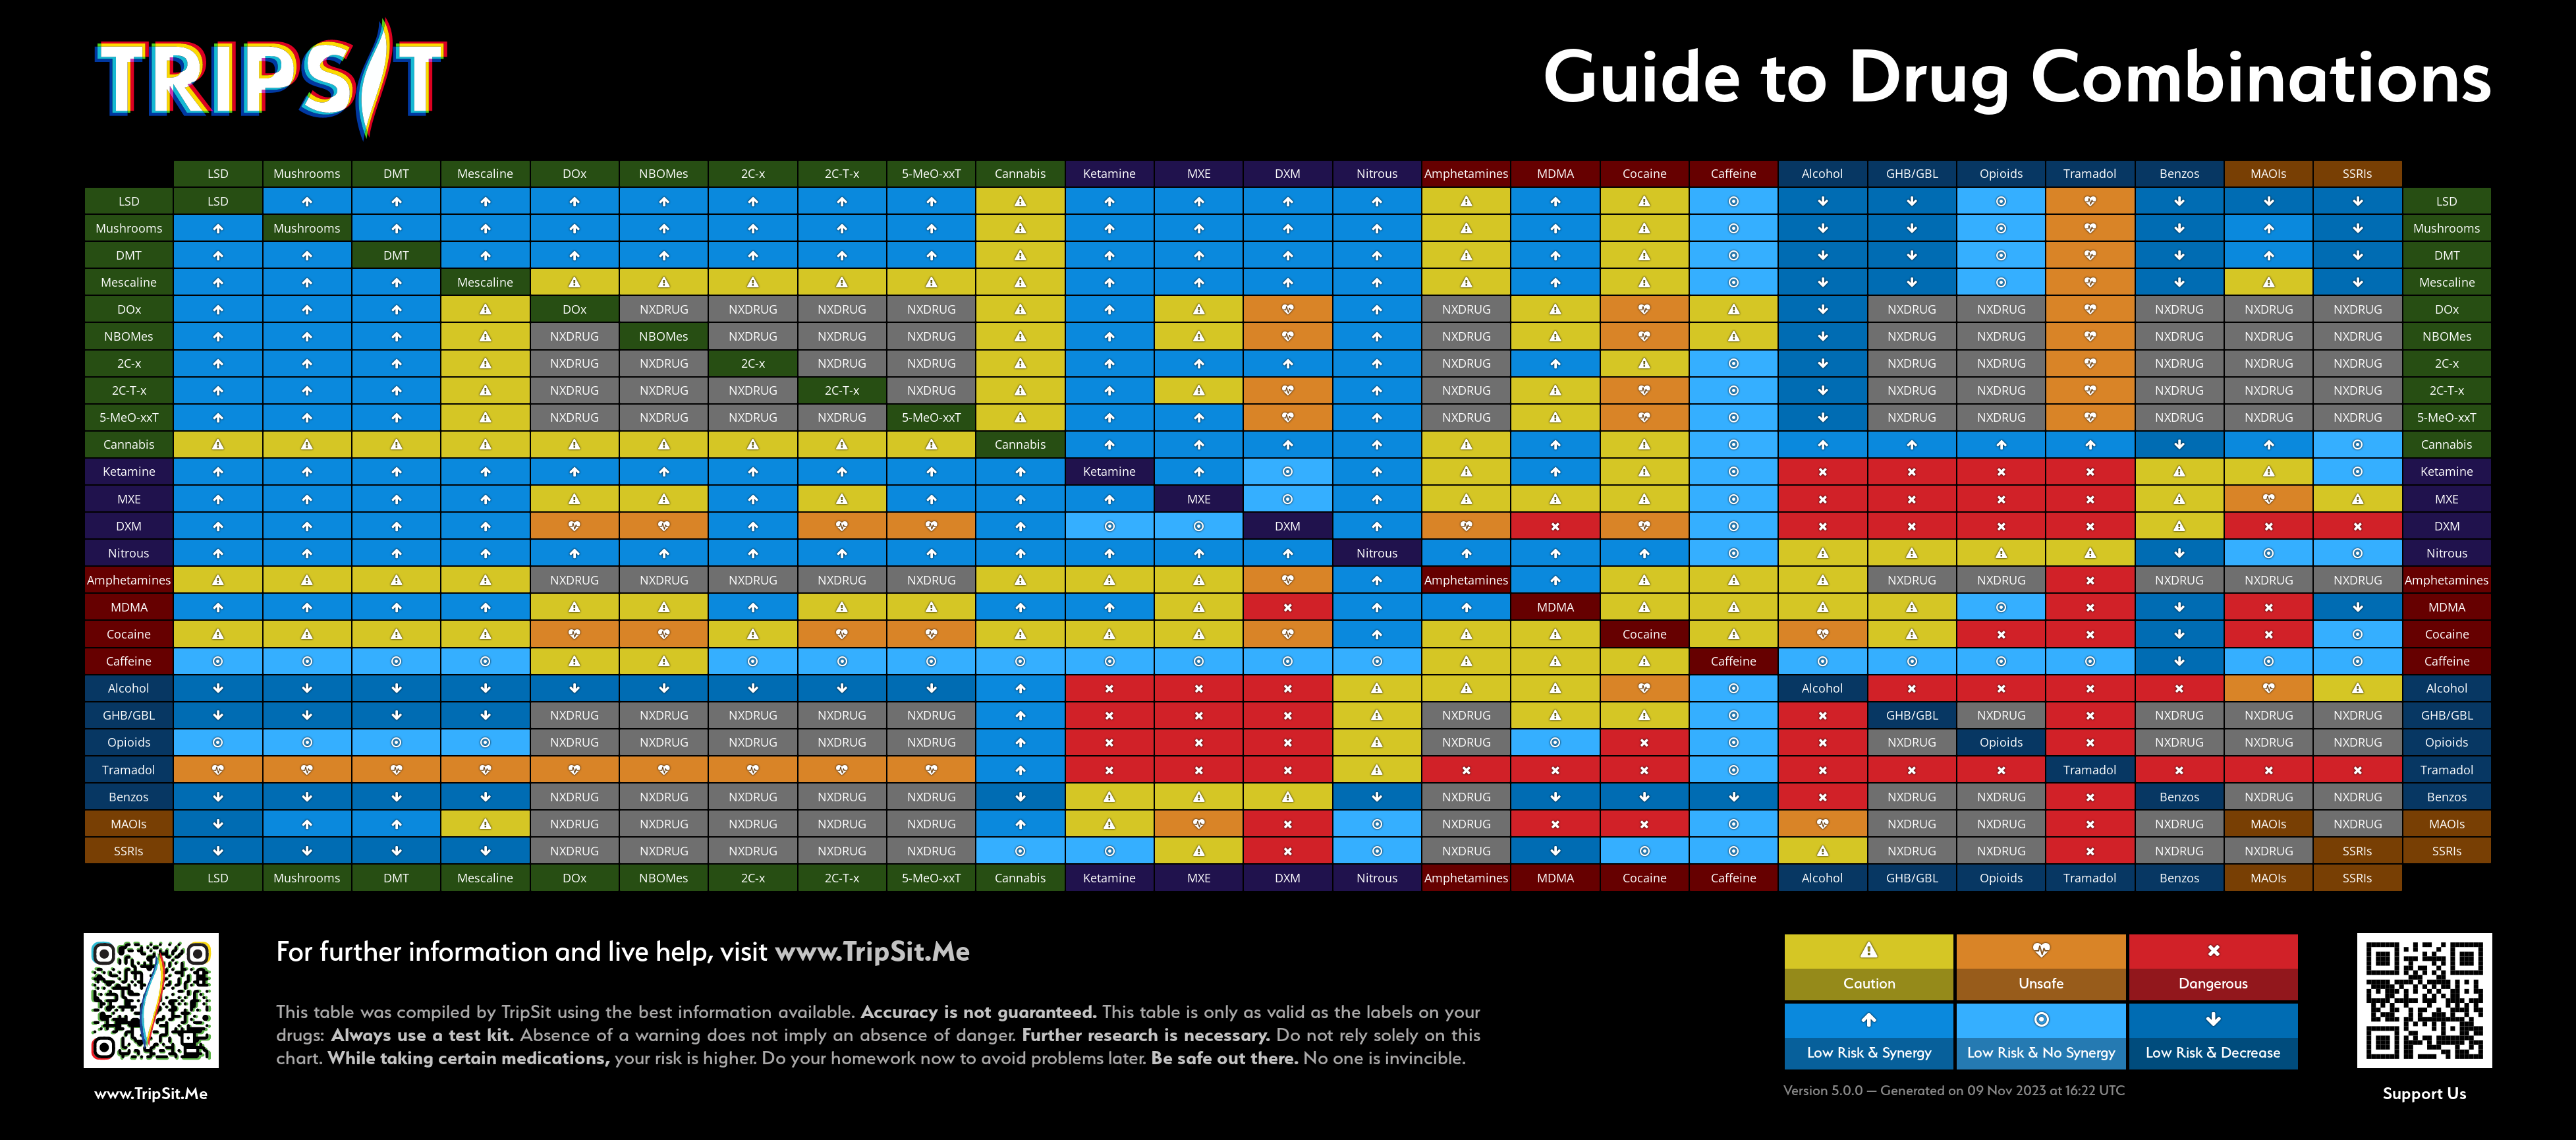 TRIPSIT
Guide to Drug Combinations
LSD Mushrooms DMT Mescaline DOx NBOMes 2C-x 2C-T-x 5-MeO-xxT Cannabis Ketamine MXE DXM Nitrous Amphetamines MDMA Cocaine Caffeine Alcohol GHB/GBL Opioids Tramadol Benzos MAOIs SSRIs
LSD LSD LSD
Mushrooms Mushrooms Mushrooms
DMT DMT DMT
Mescaline Mescaline Mescaline
DOx DOx NXDRUG NXDRUG NXDRUG NXDRUG NXDRUG NXDRUG NXDRUG NXDRUG NXDRUG NXDRUG DOx
NBOMes NXDRUG NBOMes NXDRUG NXDRUG NXDRUG NXDRUG NXDRUG NXDRUG NXDRUG NXDRUG NXDRUG NBOMes
2C-x NXDRUG NXDRUG 2C-x NXDRUG NXDRUG NXDRUG NXDRUG NXDRUG NXDRUG NXDRUG NXDRUG 2C-x
2C-T-x NXDRUG NXDRUG NXDRUG 2C-T-x NXDRUG NXDRUG NXDRUG NXDRUG NXDRUG NXDRUG NXDRUG 2C-T-x
5-MeO-xxT NXDRUG NXDRUG NXDRUG NXDRUG 5-MeO-xxT NXDRUG NXDRUG NXDRUG NXDRUG NXDRUG NXDRUG 5-MeO-xxT
Cannabis Cannabis Cannabis
Ketamine Ketamine Ketamine
MXE MXE MXE
DXM DXM DXM
Nitrous Nitrous Nitrous
Amphetamines NXDRUG NXDRUG NXDRUG NXDRUG NXDRUG Amphetamines NXDRUG NXDRUG NXDRUG NXDRUG NXDRUG Amphetamines
MDMA MDMA MDMA
Cocaine Cocaine Cocaine
Caffeine Caffeine Caffeine
Alcohol Alcohol Alcohol
GHB/GBL NXDRUG NXDRUG NXDRUG NXDRUG NXDRUG NXDRUG GHB/GBL NXDRUG NXDRUG NXDRUG NXDRUG GHB/GBL
Opioids NXDRUG NXDRUG NXDRUG NXDRUG NXDRUG NXDRUG NXDRUG Opioids NXDRUG NXDRUG NXDRUG Opioids
Tramadol Tramadol Tramadol
Benzos NXDRUG NXDRUG NXDRUG NXDRUG NXDRUG NXDRUG NXDRUG NXDRUG Benzos NXDRUG NXDRUG Benzos
MAOIs NXDRUG NXDRUG NXDRUG NXDRUG NXDRUG NXDRUG NXDRUG NXDRUG NXDRUG MAOIs NXDRUG MAOIs
SSRIs NXDRUG NXDRUG NXDRUG NXDRUG NXDRUG NXDRUG NXDRUG NXDRUG NXDRUG NXDRUG SSRIs SSRIs
LSD Mushrooms DMT Mescaline DOx NBOMes 2C-x 2C-T-x 5-MeO-xxT Cannabis Ketamine MXE DXM Nitrous Amphetamines MDMA Cocaine Caffeine Alcohol GHB/GBL Opioids Tramadol Benzos MAOIs SSRIs
For further information and live help, visit www.TripSit.Me
This table was compiled by TripSit using the best information available. Accuracy is not guaranteed. This table is only as valid as the labels on your
drugs: Always use a test kit. Absence of a warning does not imply an absence of danger. Further research is necessary. Do not rely solely on this
chart. While taking certain medications, your risk is higher. Do your homework now to avoid problems later. Be safe out there. No one is invincible.
www.TripSit.Me
Caution Unsafe Dangerous
Low Risk & Synergy Low Risk & No Synergy Low Risk & Decrease
Version 5.0.0 — Generated on 09 Nov 2023 at 16:22 UTC
Support Us